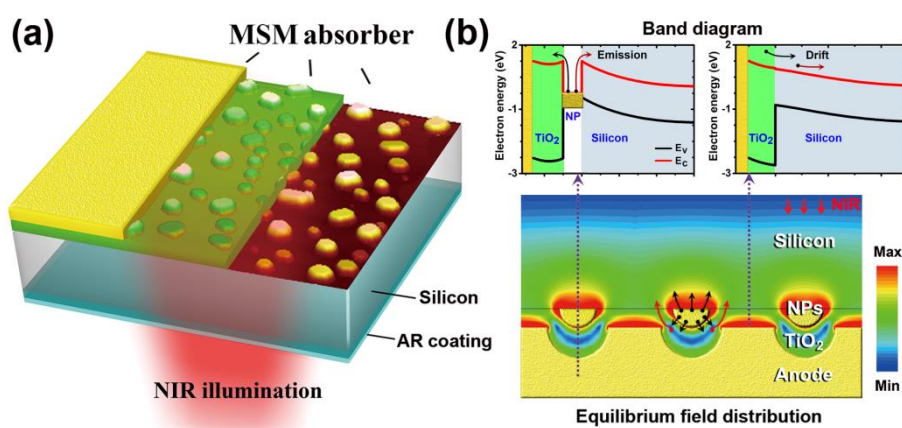 (a)
MSM absorber
Silicon
AR coating
NIR illumination
(b)
Band diagram
Electron energy (eV)
2
-1
-3
Emission
NP
TiO2
Silicon
Ev
Ec
Electron energy (eV)
2
-1
-3
Drift
TiO2
Silicon
NIR
Silicon
NPs
TiO2
Anode
Max
Min
Equilibrium field distribution